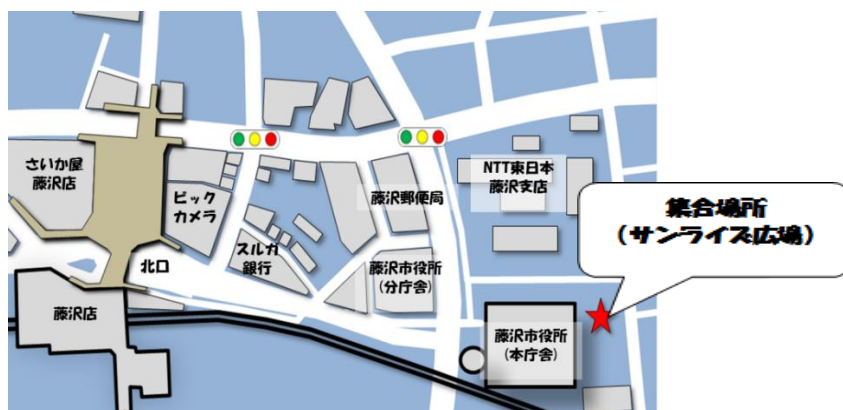 さいか屋
藤沢店
ビック
カメラ
北口
スルガ
銀行
藤沢郵便局
藤沢市役所
(分庁舎)
NTT東日本
藤沢支店
集合場所
(サンライズ広場)
藤沢店
藤沢市役所
(本庁舎)